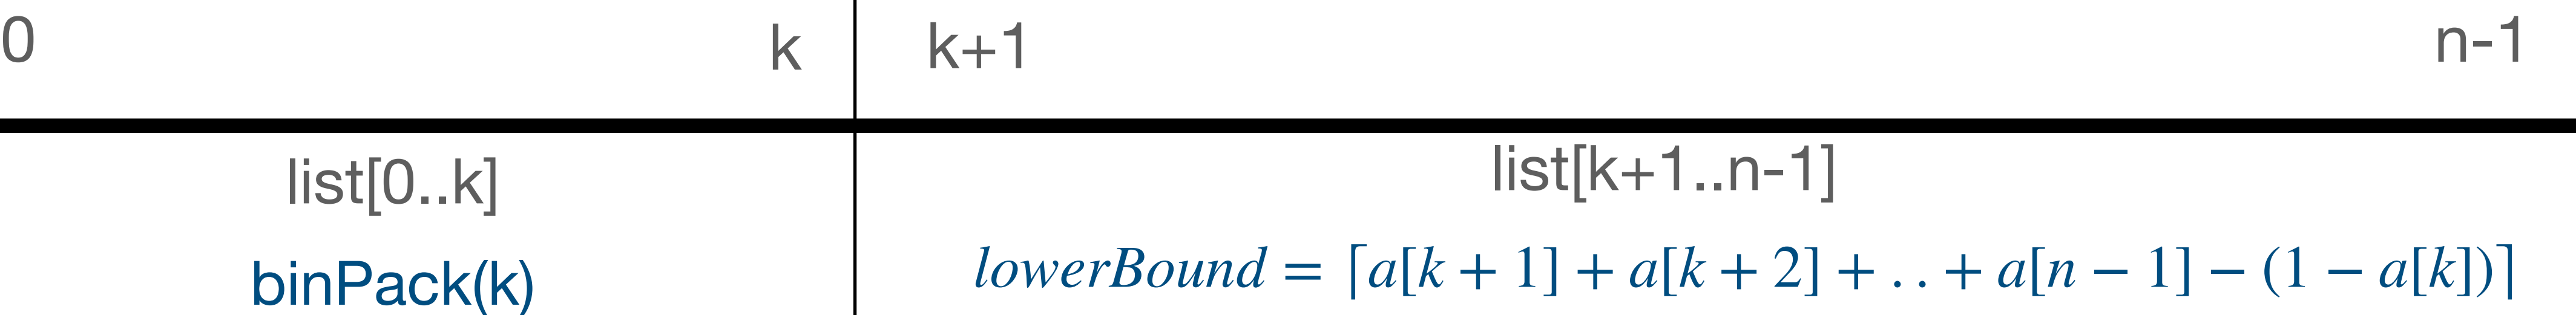 0 k k+1 n-1
list[0..k] list[k+1..n-1]
binPack(k) lowerBound = ⌈a[k + 1] + a[k + 2] + . . + a[n − 1] − (1 − a[k])⌉